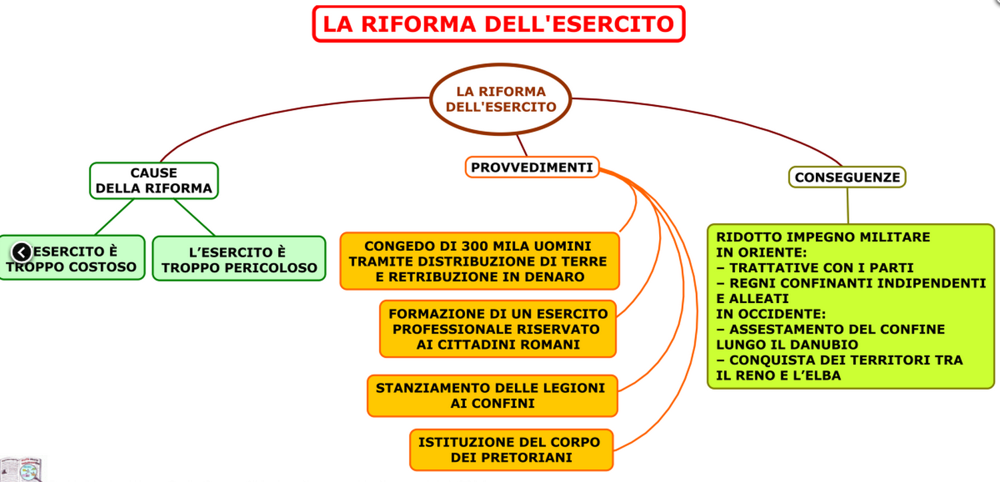 LA RIFORMA DELL'ESERCITO
LA RIFORMA
DELL'ESERCITO
CAUSE
DELLA RIFORMA
ESERCITO È
TROPPO COSTOSO
L’ESERCITO È
TROPPO PERICOLOSO
PROVVEDIMENTI
CONGEDO DI 300 MILA UOMINI
TRAMITE DISTRIBUZIONE DI TERRE
E RETRIBUZIONE IN DENARO
FORMAZIONE DI UN ESERCITO
PROFESSIONALE RISERVATO
AI CITTADINI ROMANI
STANZIAMENTO DELLE LEGIONI
AI CONFINI
ISTITUZIONE DEL CORPO
DEI PRETORIANI
CONSEGUENZE
RIDOTTO IMPEGNO MILITARE
IN ORIENTE:
– TRATTATIVE CON I PARTI
– REGNI CONFINANTI INDIPENDENTI
E ALLEATI
IN OCCIDENTE:
– ASSESTAMENTO DEL CONFINE
LUNGO IL DANUBIO
– CONQUISTA DEI TERRITORI TRA
IL RENO E L’ELBA